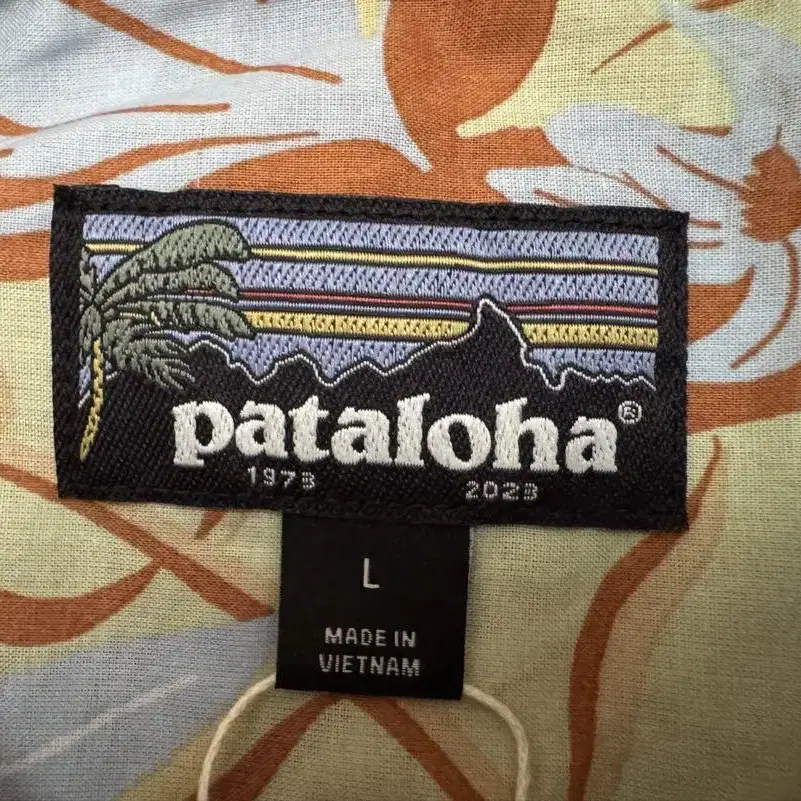 pataloha®
1973 2023
L
MADE IN
VIETNAM